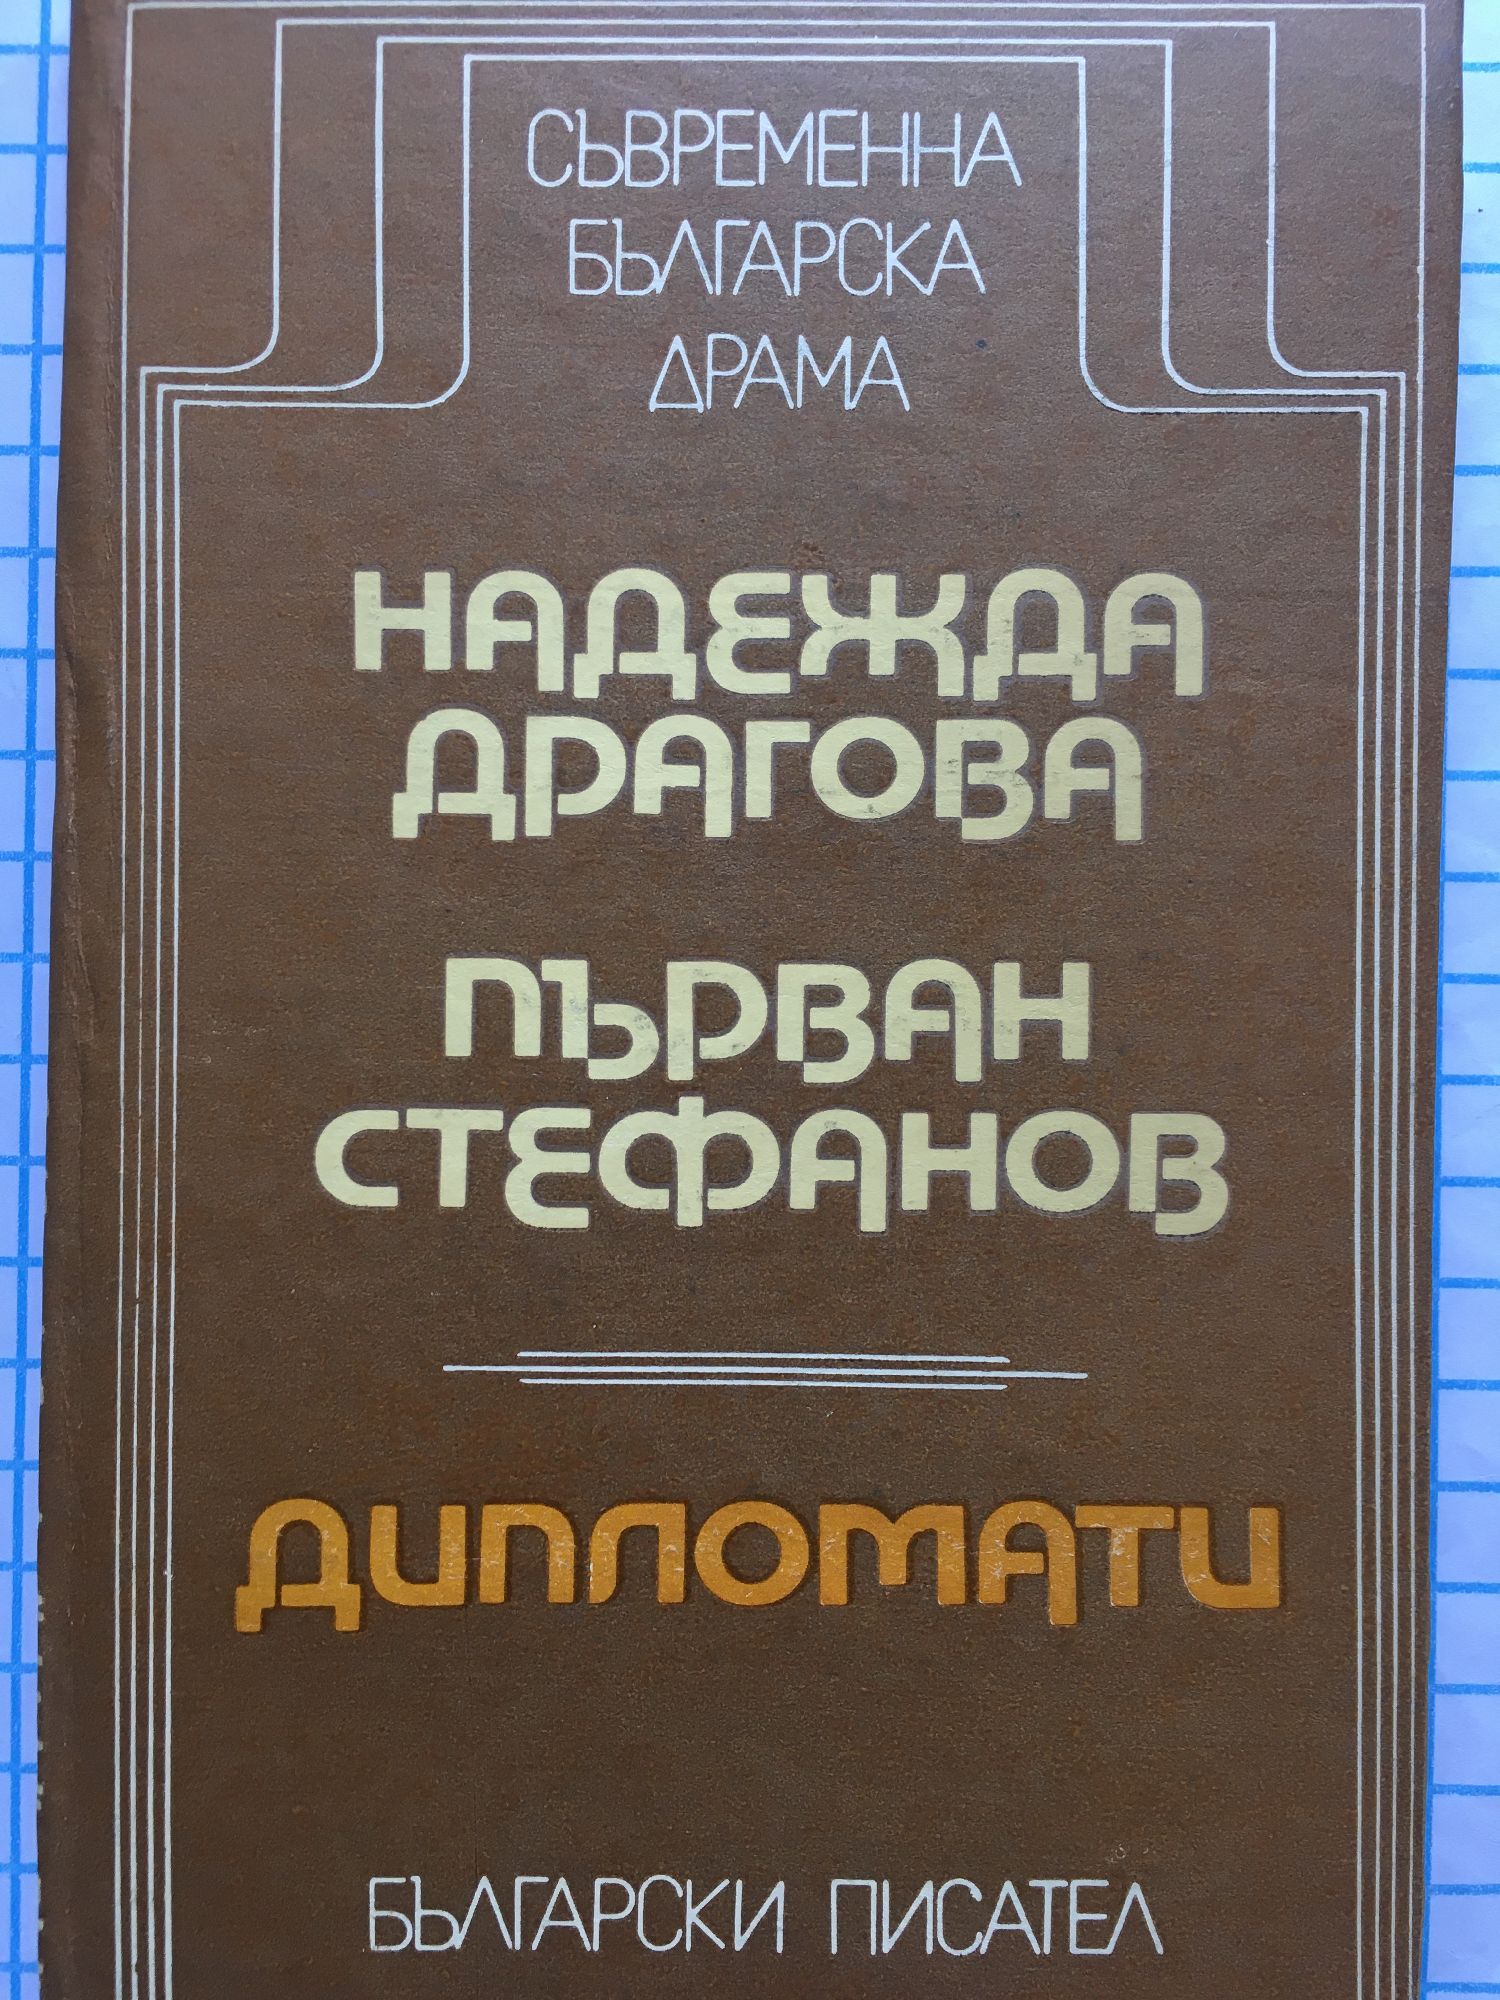 СЪВРЕМЕННА
БЪЛГАРСКА
ДРАМА
НАДЕЖДА
ДРАГОВА
ПЪРВАН
СТЕФАНОВ
ДИПЛОМАТИ
БЪЛГАРСКИ ПИСАТЕЛ